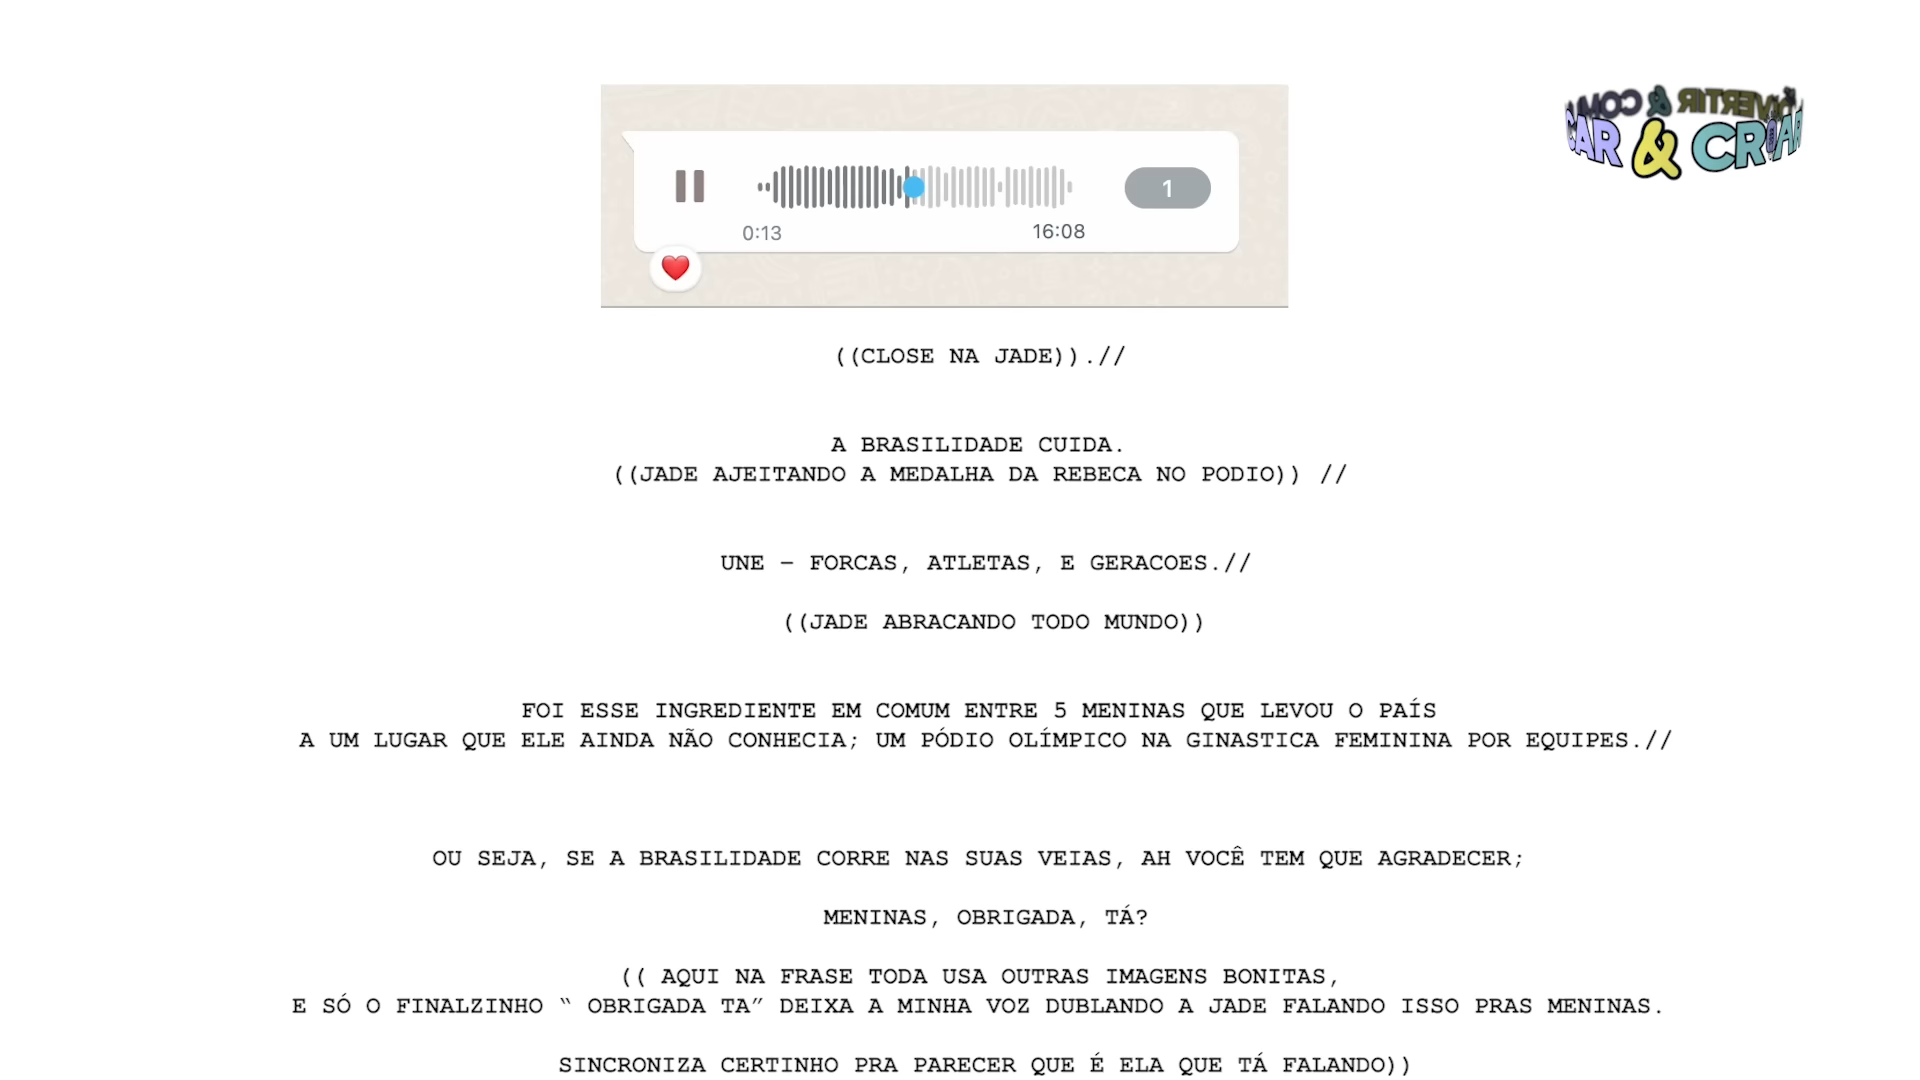 COM & DIVERTIR
CAR & CRIAR
1
0:13
16:08
((CLOSE NA JADE)).//
A BRASILIDADE CUIDA.
((JADE AJEITANDO A MEDALHA DA REBECA NO PODIO)) //
UNE – FORCAS, ATLETAS, E GERACOES.//
((JADE ABRACANDO TODO MUNDO))
FOI ESSE INGREDIENTE EM COMUM ENTRE 5 MENINAS QUE LEVOU O PAÍS
A UM LUGAR QUE ELE AINDA NÃO CONHECIA; UM PÓDIO OLÍMPICO NA GINASTICA FEMININA POR EQUIPES.//
OU SEJA, SE A BRASILIDADE CORRE NAS SUAS VEIAS, AH VOCÊ TEM QUE AGRADECER;
MENINAS, OBRIGADA, TÁ?
(( AQUI NA FRASE TODA USA OUTRAS IMAGENS BONITAS,
E SÓ O FINALZINHO “ OBRIGADA TA” DEIXA A MINHA VOZ DUBLANDO A JADE FALANDO ISSO PRAS MENINAS.
SINCRONIZA CERTINHO PRA PARECER QUE É ELA QUE TÁ FALANDO))